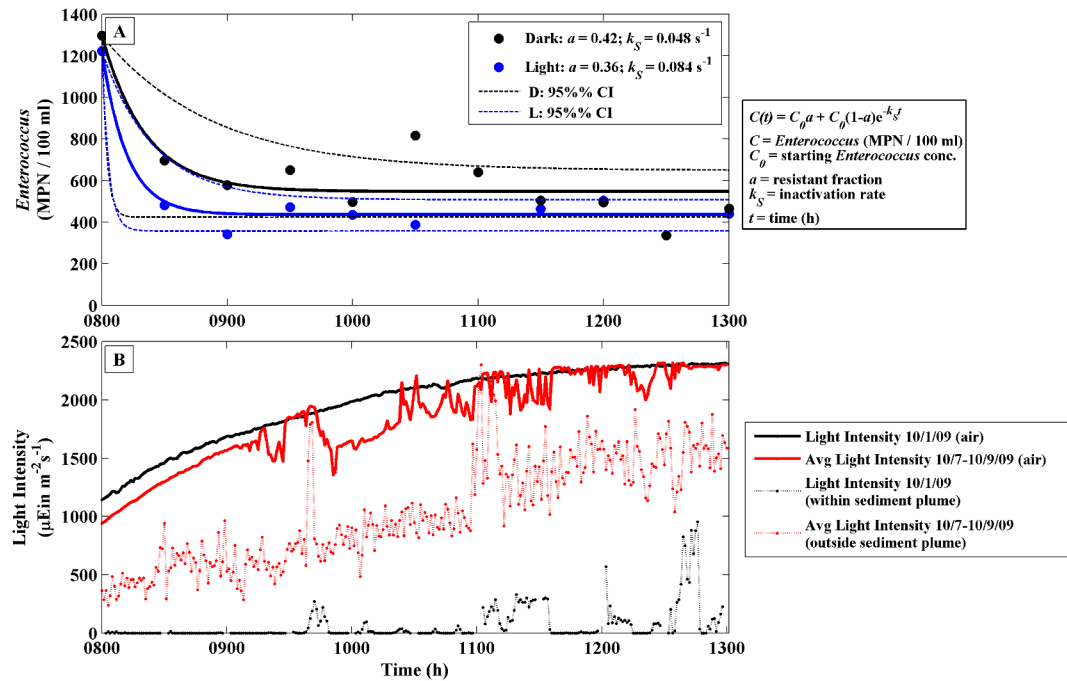 A
1400
1200
1000
800
600
400
200
0
Enterococcus
(MPN / 100 ml)
Dark: a = 0.42; kS = 0.048 s-1
Light: a = 0.36; kS = 0.084 s-1
D: 95%% CI
L: 95%% CI
0800 0900 1000 1100 1200 1300
C(t) = C0a + C0(1-a)e-kSt
C = Enterococcus (MPN / 100 ml)
C0 = starting Enterococcus conc.
a = resistant fraction
kS = inactivation rate
t = time (h)
B
2500
2000
1500
1000
500
0
Light Intensity
(µEin m-2 s-1)
0800 0900 1000 1100 1200 1300
Time (h)
Light Intensity 10/1/09 (air)
Avg Light Intensity 10/7-10/9/09 (air)
Light Intensity 10/1/09
(within sediment plume)
Avg Light Intensity 10/7-10/9/09
(outside sediment plume)